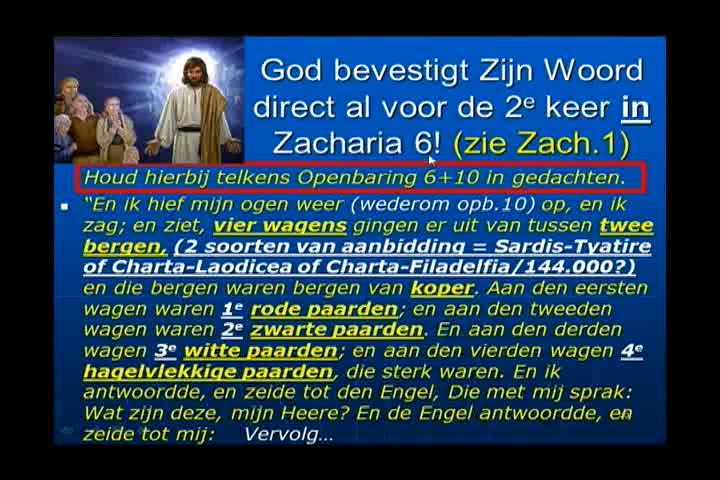 God bevestigt Zijn Woord
direct al voor de 2e keer in
Zacharia 6! (zie Zach.1)
Houd hierbij telkens Openbaring 6+10 in gedachten.
"En ik hief mijn ogen weer (wederom opb.10) op, en ik
zag; en ziet, vier wagens gingen er uit van tussen twee
bergen, (2 soorten van aanbidding = Sardis-Tyatire
of Charta-Laodicea of Charta-Filadelfia/144.000?)
en die bergen waren bergen van koper. Aan den eersten
wagen waren 1e rode paarden; en aan den tweeden
wagen waren 2e zwarte paarden. En aan den derden
wagen 3e witte paarden; en aan den vierden wagen 4e
hagelvlekkige paarden, die sterk waren. En ik
antwoordde, en zeide tot den Engel, Die met mij sprak:
Wat zijn deze, mijn Heere? En de Engel antwoordde, en
zeide tot mij: Vervolg…